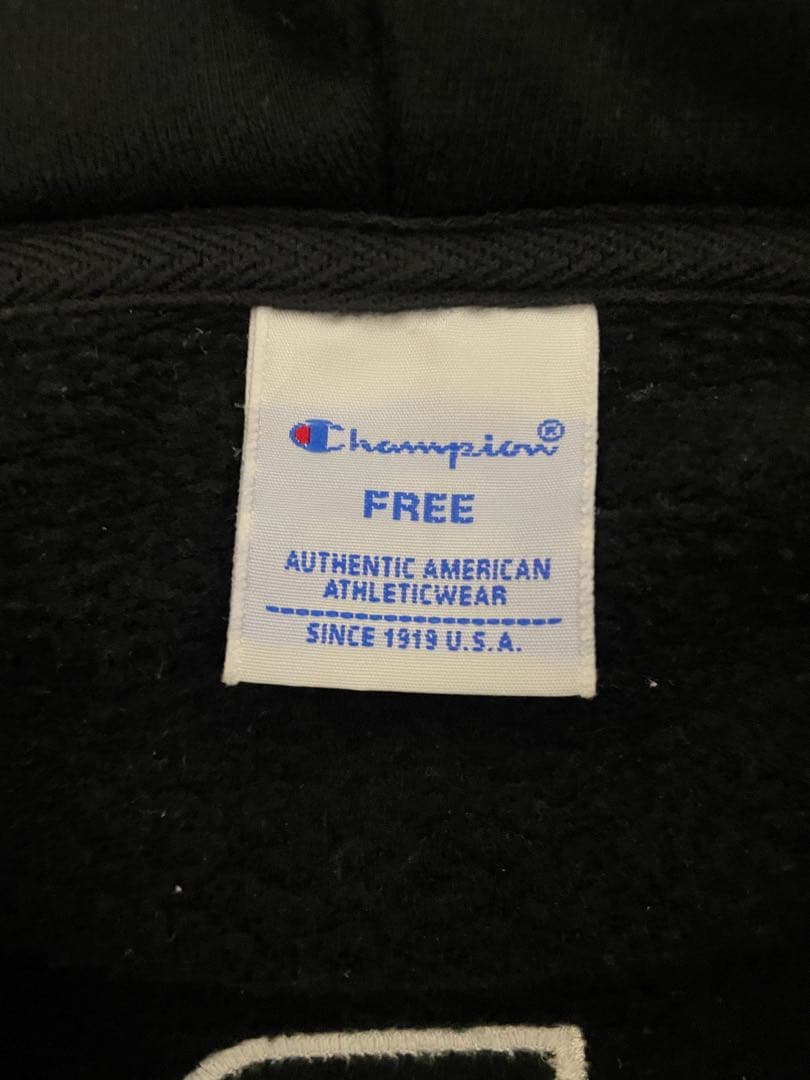 Champion®
FREE
AUTHENTIC AMERICAN
ATHLETICWEAR
SINCE 1919 U.S.A.